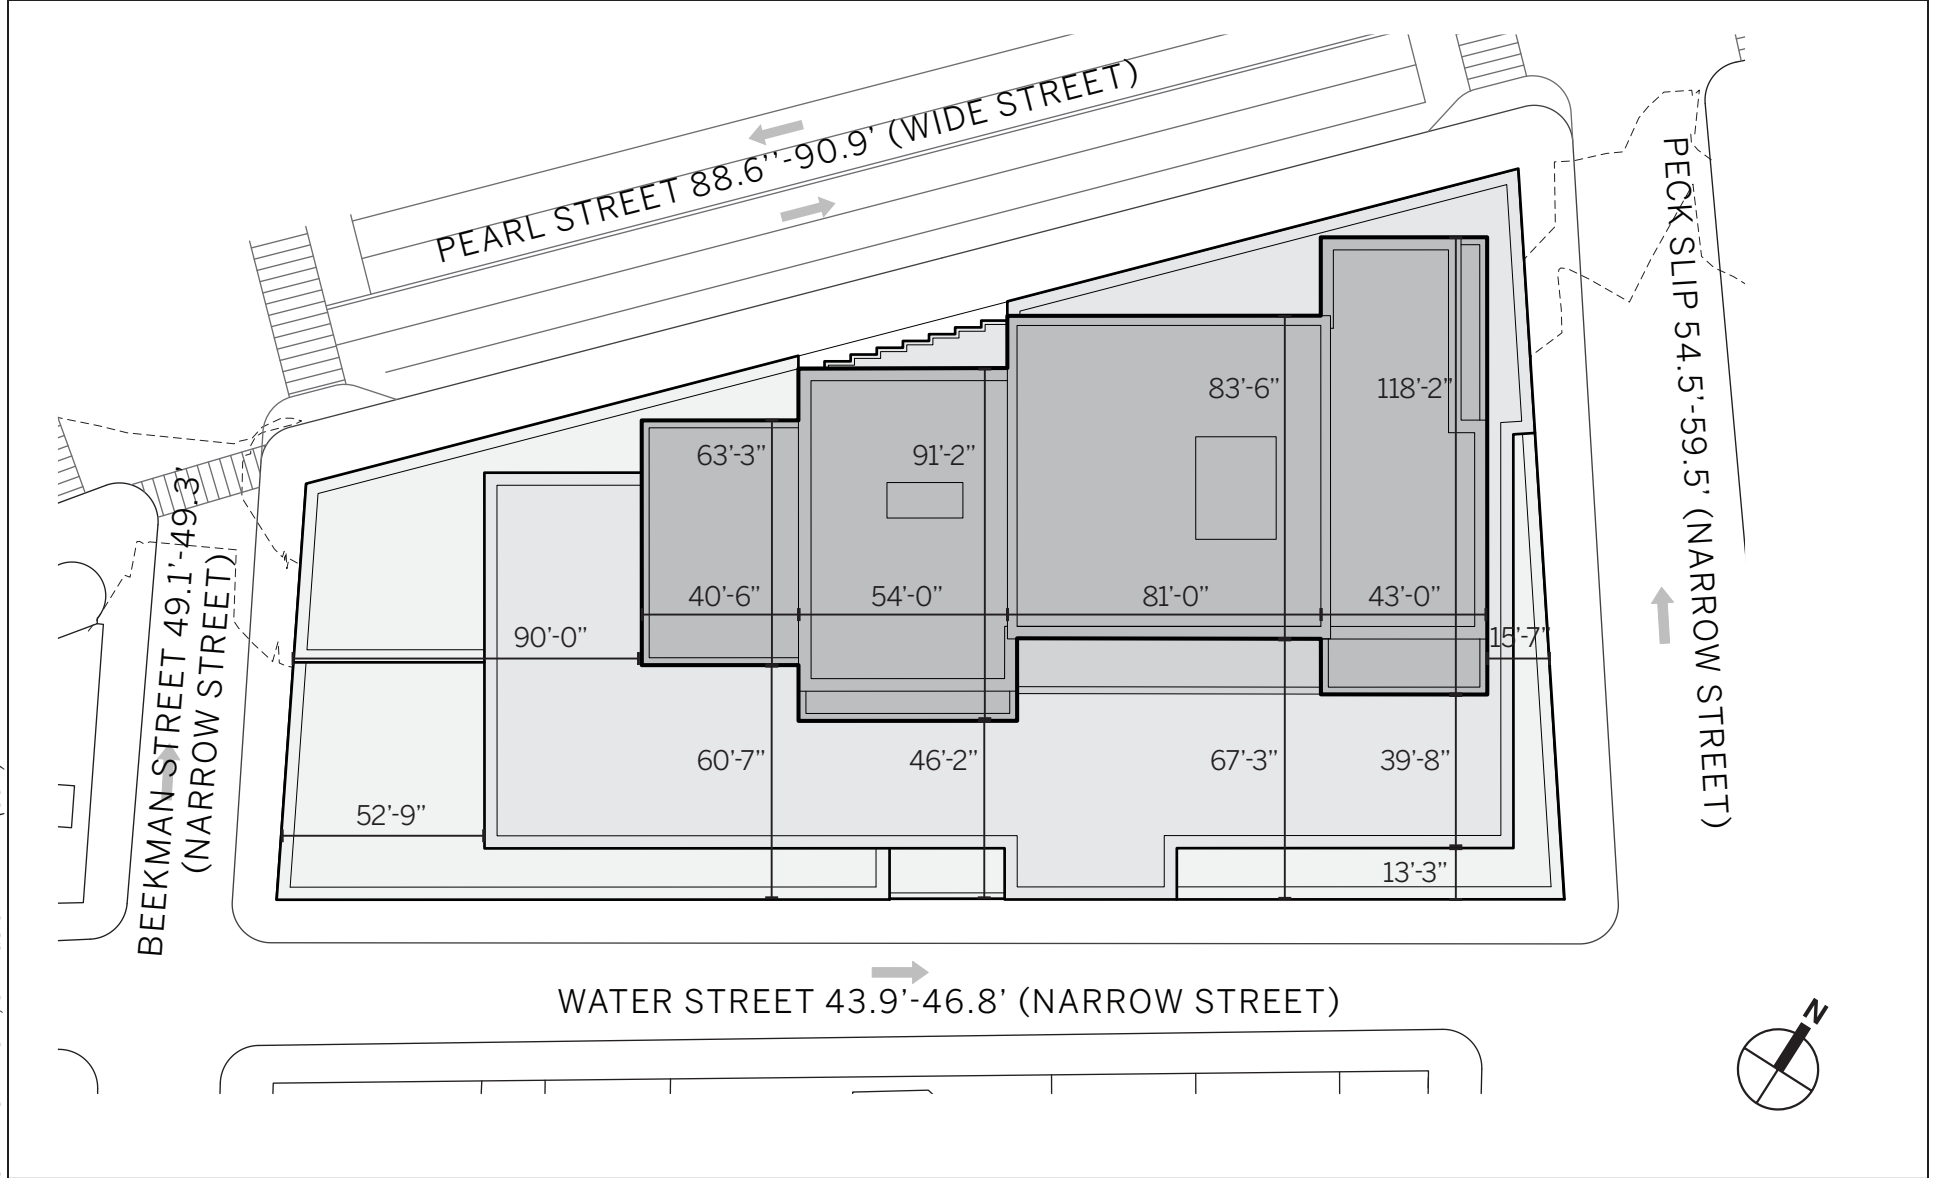 PEARL STREET 88.6''-90.9' (WIDE STREET)
PECK SLIP 54.5'-59.5' (NARROW STREET)
BEEKMAN STREET 49.1'-49.3'
(NARROW STREET)
83'-6"
118'-2"
63'-3"
91'-2"
40'-6"
54'-0"
81'-0"
43'-0"
90'-0"
15'-7"
60'-7"
46'-2"
67'-3"
39'-8"
52'-9"
13'-3"
WATER STREET 43.9'-46.8' (NARROW STREET)
N